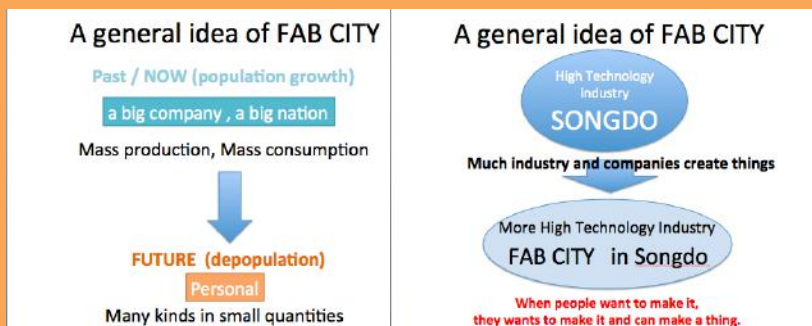 A general idea of FAB CITY
Past / NOW (population growth)
a big company , a big nation
Mass production, Mass consumption
FUTURE (depopulation)
Personal
Many kinds in small quantities
A general idea of FAB CITY
High Technology
Industry
SONGDO
Much industry and companies create things
More High Technology Industry
FAB CITY in Songdo
When people want to make it,
they wants to make it and can make a thing.